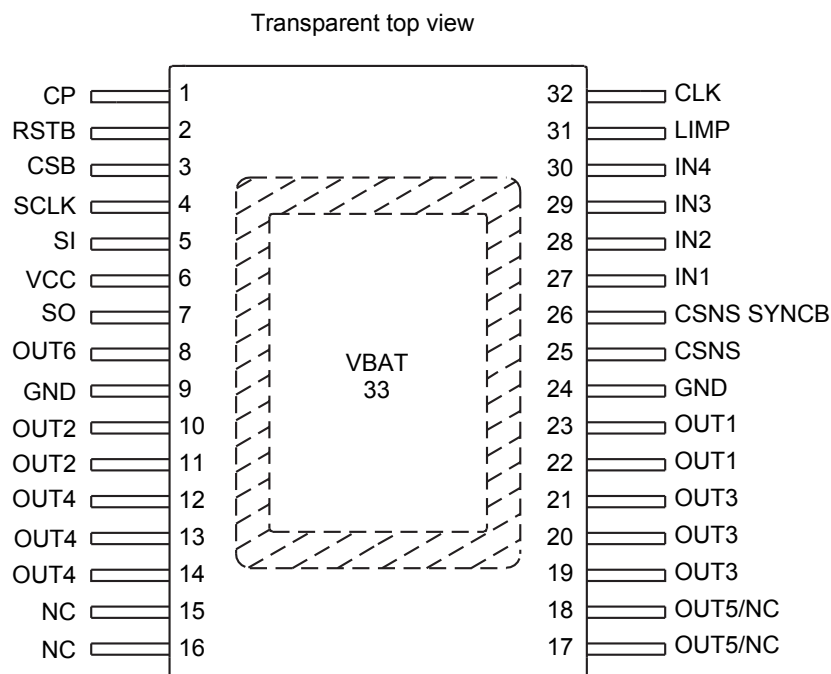 Transparent top view
CP 1 32 CLK
RSTB 2 31 LIMP
CSB 3 30 IN4
SCLK 4 29 IN3
SI 5 28 IN2
VCC 6 27 IN1
SO 7 26 CSNS SYNCB
OUT6 8 25 CSNS
GND 9 24 GND
OUT2 10 23 OUT1
OUT2 11 22 OUT1
OUT4 12 21 OUT3
OUT4 13 20 OUT3
OUT4 14 19 OUT3
NC 15 18 OUT5/NC
NC 16 17 OUT5/NC
VBAT
33